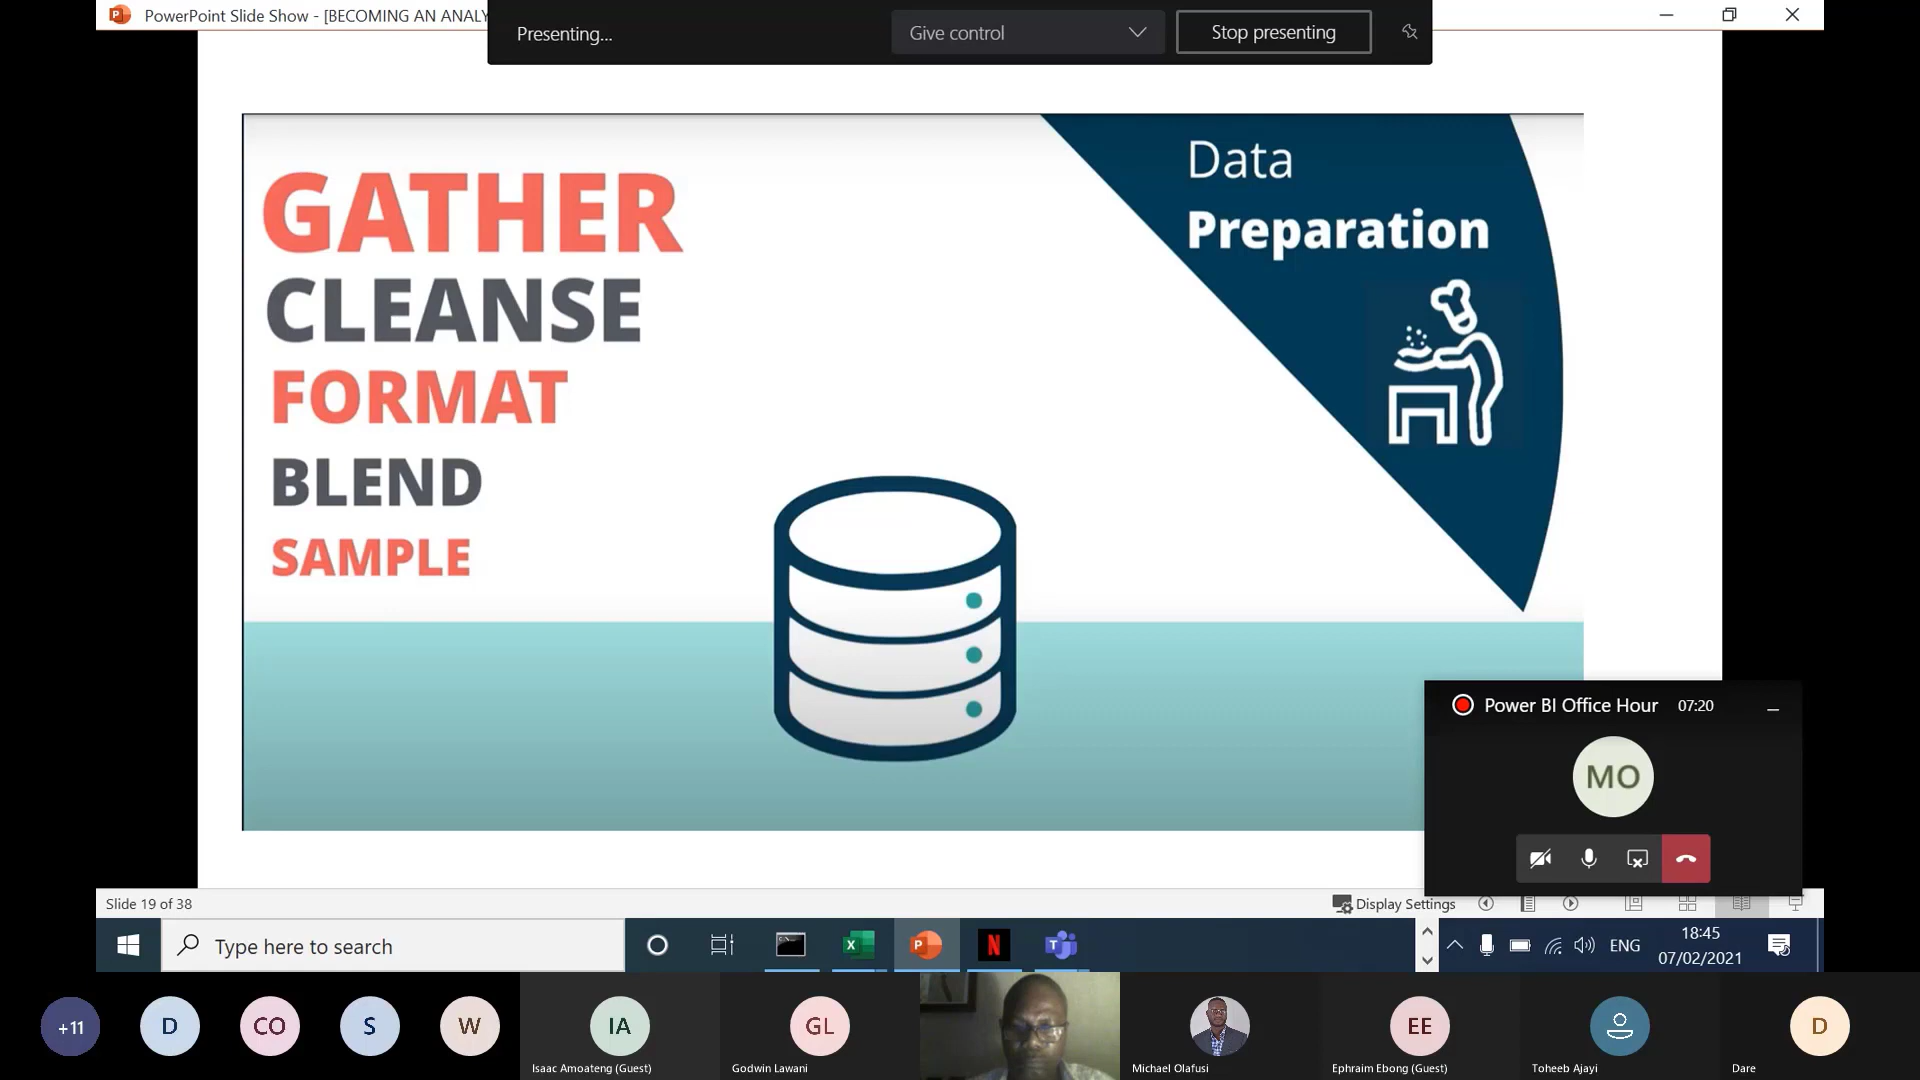 PowerPoint Slide Show - [BECOMING AN ANALY
Presenting...
Give control
Stop presenting
GATHER
CLEANSE
FORMAT
BLEND
SAMPLE
Data
Preparation
Power BI Office Hour 07:20
MO
Slide 19 of 38
Display Settings
Type here to search
ENG
18:45
07/02/2021
+11
D
CO
S
W
IA
Isaac Amoateng (Guest)
GL
Godwin Lawani
Michael Olafusi
EE
Ephraim Ebong (Guest)
Toheeb Ajayi
D
Dare